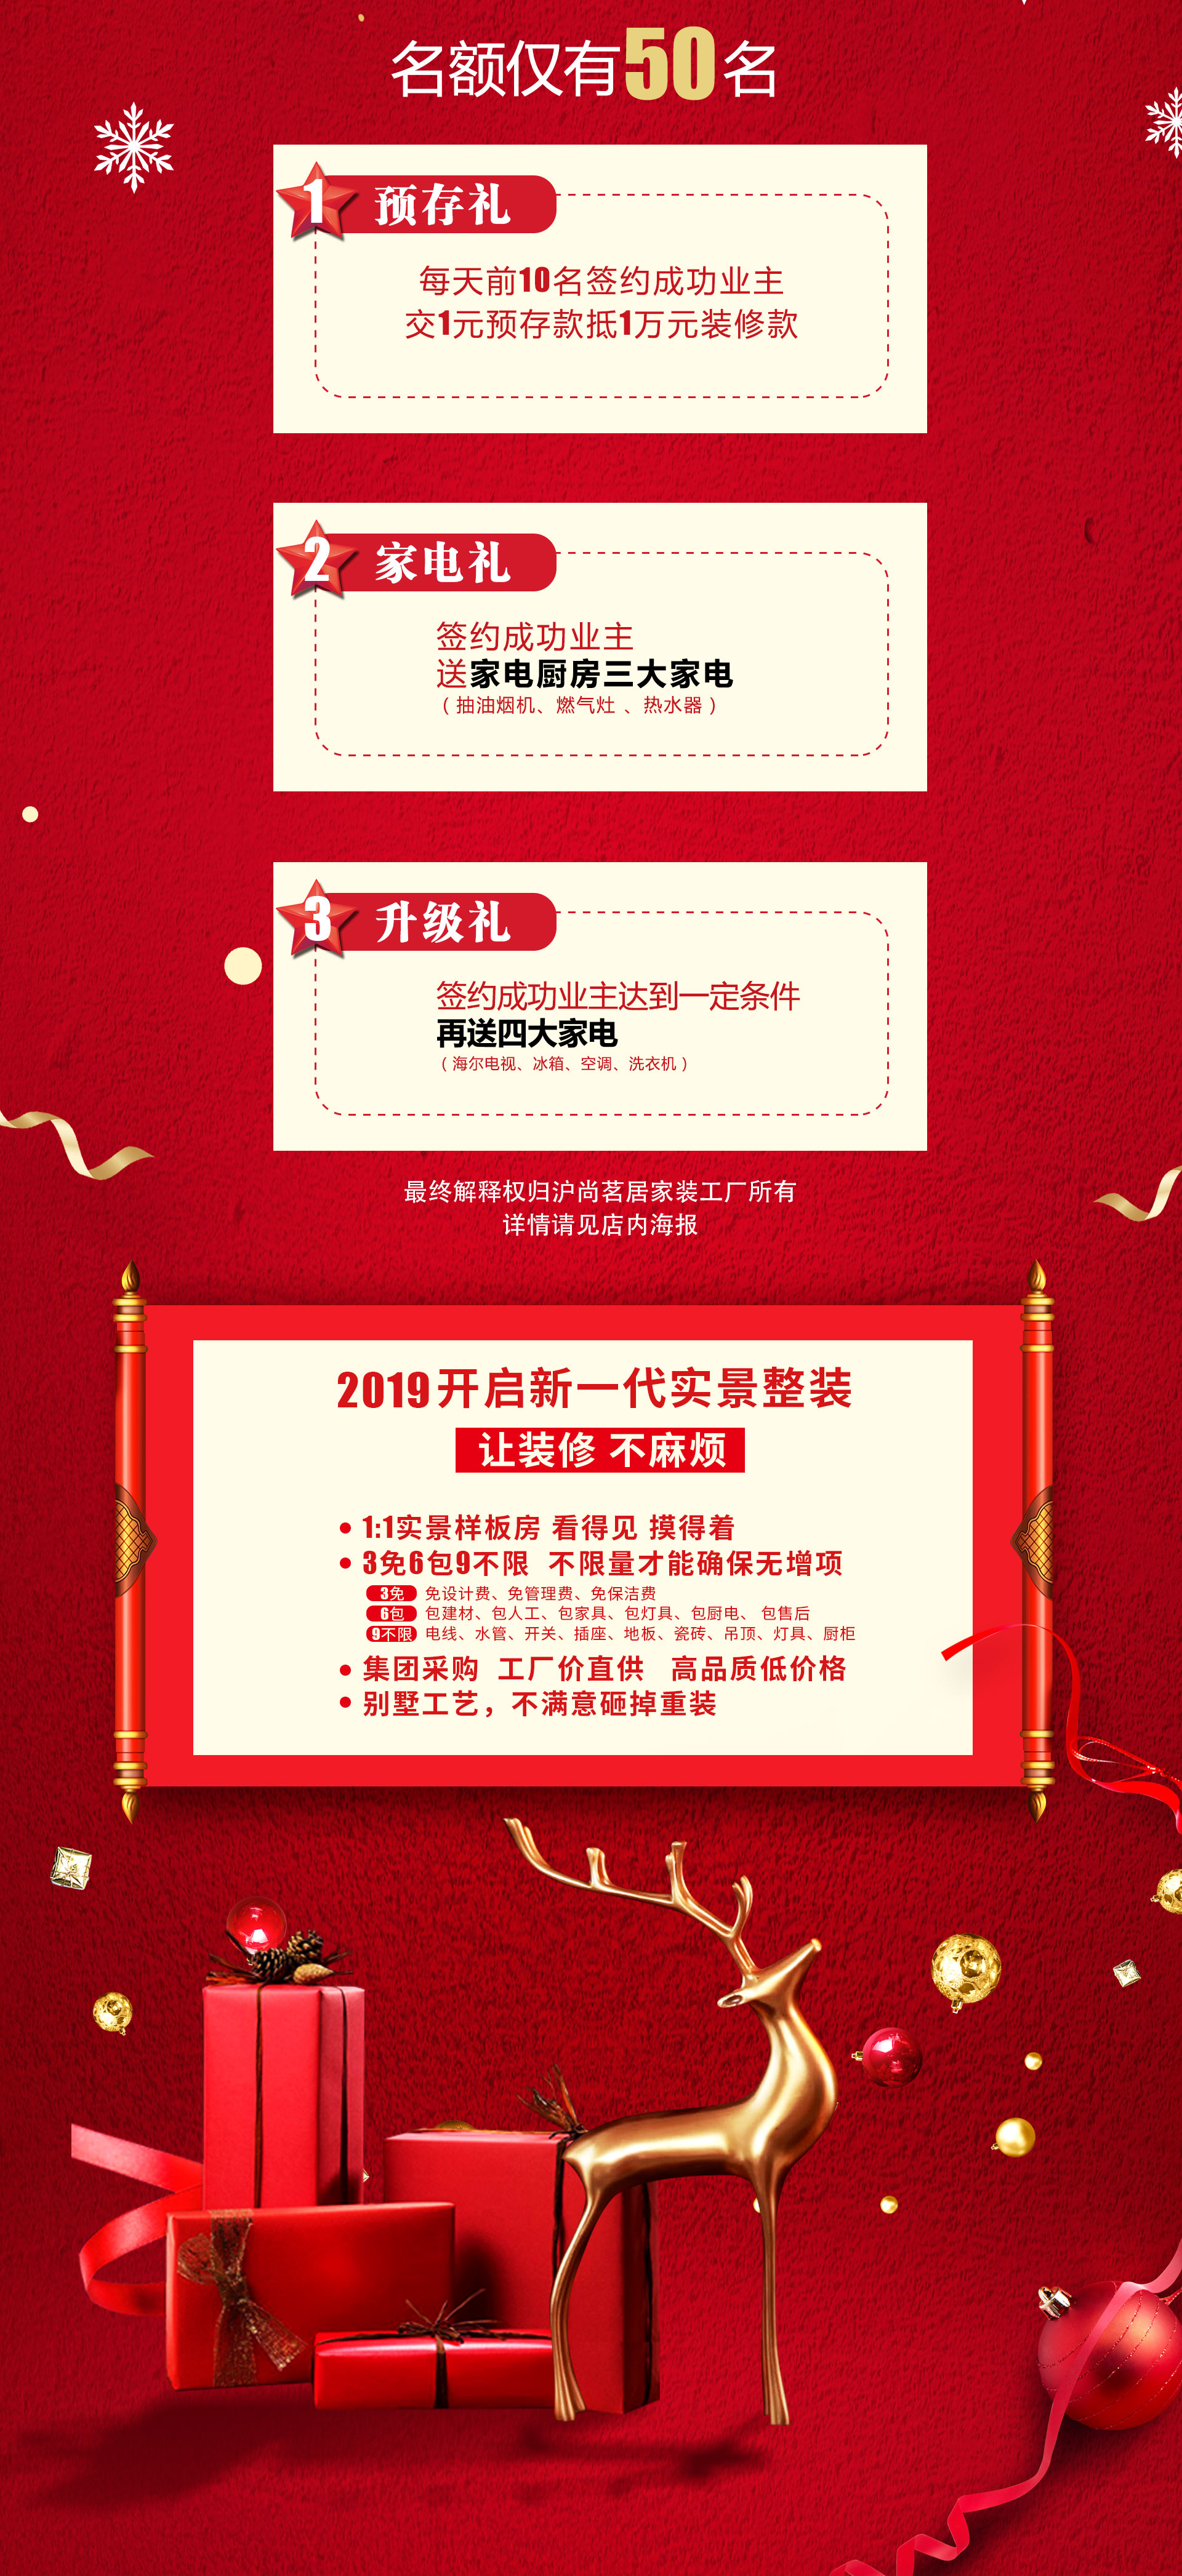 名额仅有50名
1 预存礼
每天前10名签约成功业主
交1元预存款抵1万元装修款
2 家电礼
签约成功业主
送家电厨房三大家电
（抽油烟机、燃气灶 、热水器）
3 升级礼
签约成功业主达到一定条件
再送四大家电
（海尔电视、冰箱、空调、洗衣机）
最终解释权归沪尚茗居家装工厂所有
详情请见店内海报
2019开启新一代实景整装
让装修 不麻烦
• 1:1实景样板房 看得见 摸得着
• 3免6包9不限 不限量才能确保无增项
3免 免设计费、免管理费、免保洁费
6包 包建材、包人工、包家具、包灯具、包厨电、 包售后
9不限 电线、水管、开关、插座、地板、瓷砖、吊顶、灯具、厨柜
• 集团采购 工厂价直供 高品质低价格
• 别墅工艺，不满意砸掉重装